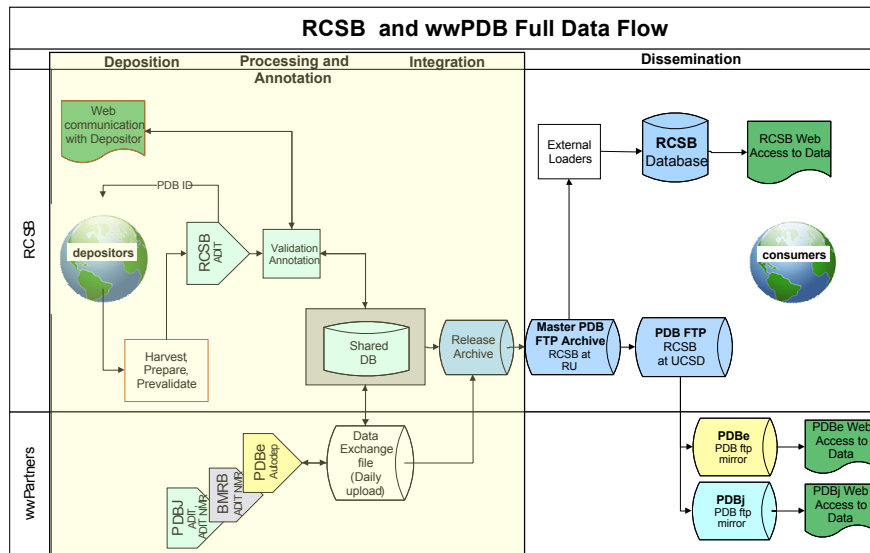 RCSB and wwPDB Full Data Flow
Deposition
Processing and
Annotation
Integration
Dissemination
RCSB
Web
communication
with Depositor
PDB ID
depositors
RCSB
ADIT
Validation
Annotation
Harvest,
Prepare,
Prevalidate
Shared
DB
Release
Archive
External
Loaders
RCSB
Database
RCSB Web
Access to Data
consumers
Master PDB
FTP Archive
RCSB at
RU
PDB FTP
RCSB
at UCSD
wwPartners
PDBJ
ADIT,
ADIT NMR
BMRB
ADIT NMR
PDBe
Autodep
Data
Exchange
file
(Daily
upload)
PDBe
PDB ftp
mirror
PDBe Web
Access to
Data
PDBj
PDB ftp
mirror
PDBj Web
Access to
Data